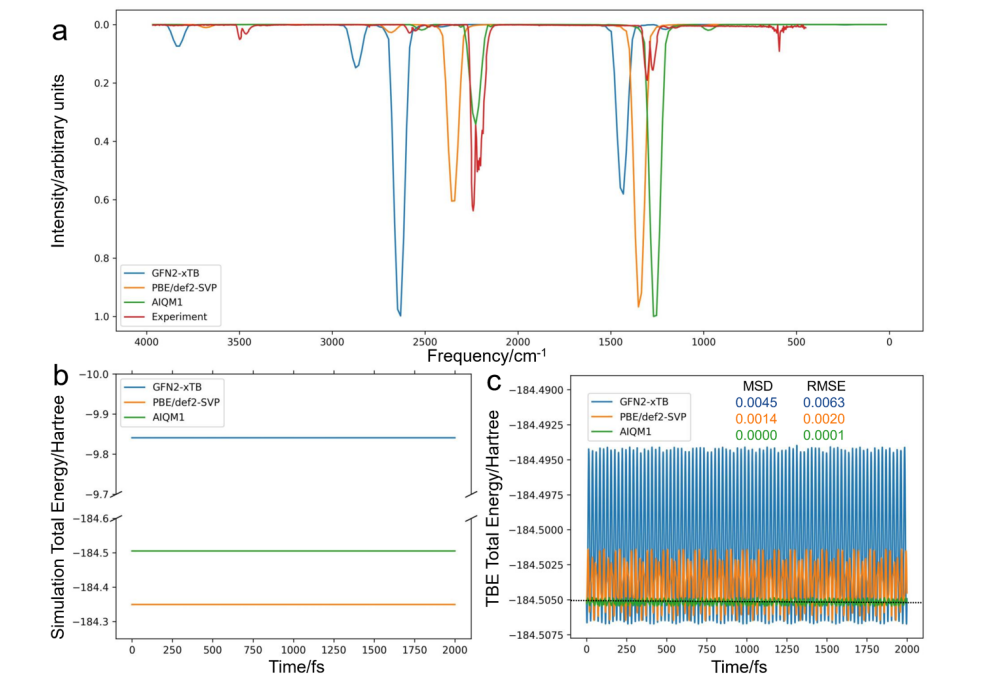 a
Intensity/arbitrary units
0.0
0.2
0.4
0.6
0.8
1.0
GFN2-xTB
PBE/def2-SVP
AIQM1
Experiment
4000 3500 3000 2500 2000 1500 1000 500 0
Frequency/cm-1
b
Simulation Total Energy/Hartree
−10.0
−9.9
−9.8
−9.7
−184.6
−184.5
−184.4
−184.3
GFN2-xTB
PBE/def2-SVP
AIQM1
0 250 500 750 1000 1250 1500 1750 2000
Time/fs
c
TBE Total Energy/Hartree
−184.4900
−184.4925
−184.4950
−184.4975
−184.5000
−184.5025
−184.5050
−184.5075
MSD RMSE
GFN2-xTB 0.0045 0.0063
PBE/def2-SVP 0.0014 0.0020
AIQM1 0.0000 0.0001
0 250 500 750 1000 1250 1500 1750 2000
Time/fs